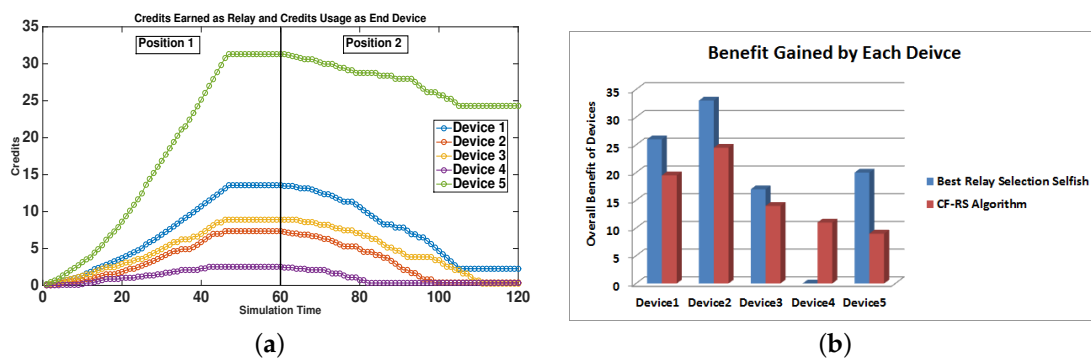 Credits Earned as Relay and Credits Usage as End Device
35
30
25
20
15
10
5
0
Credits
Position 1
Position 2
Device 1
Device 2
Device 3
Device 4
Device 5
0 20 40 60 80 100 120
Simulation Time
(a)
Benefit Gained by Each Deivce
Overall Benefit of Devices
35
30
25
20
15
10
5
0
Device1 Device2 Device3 Device4 Device5
Best Relay Selection Selfish
CF-RS Algorithm
(b)